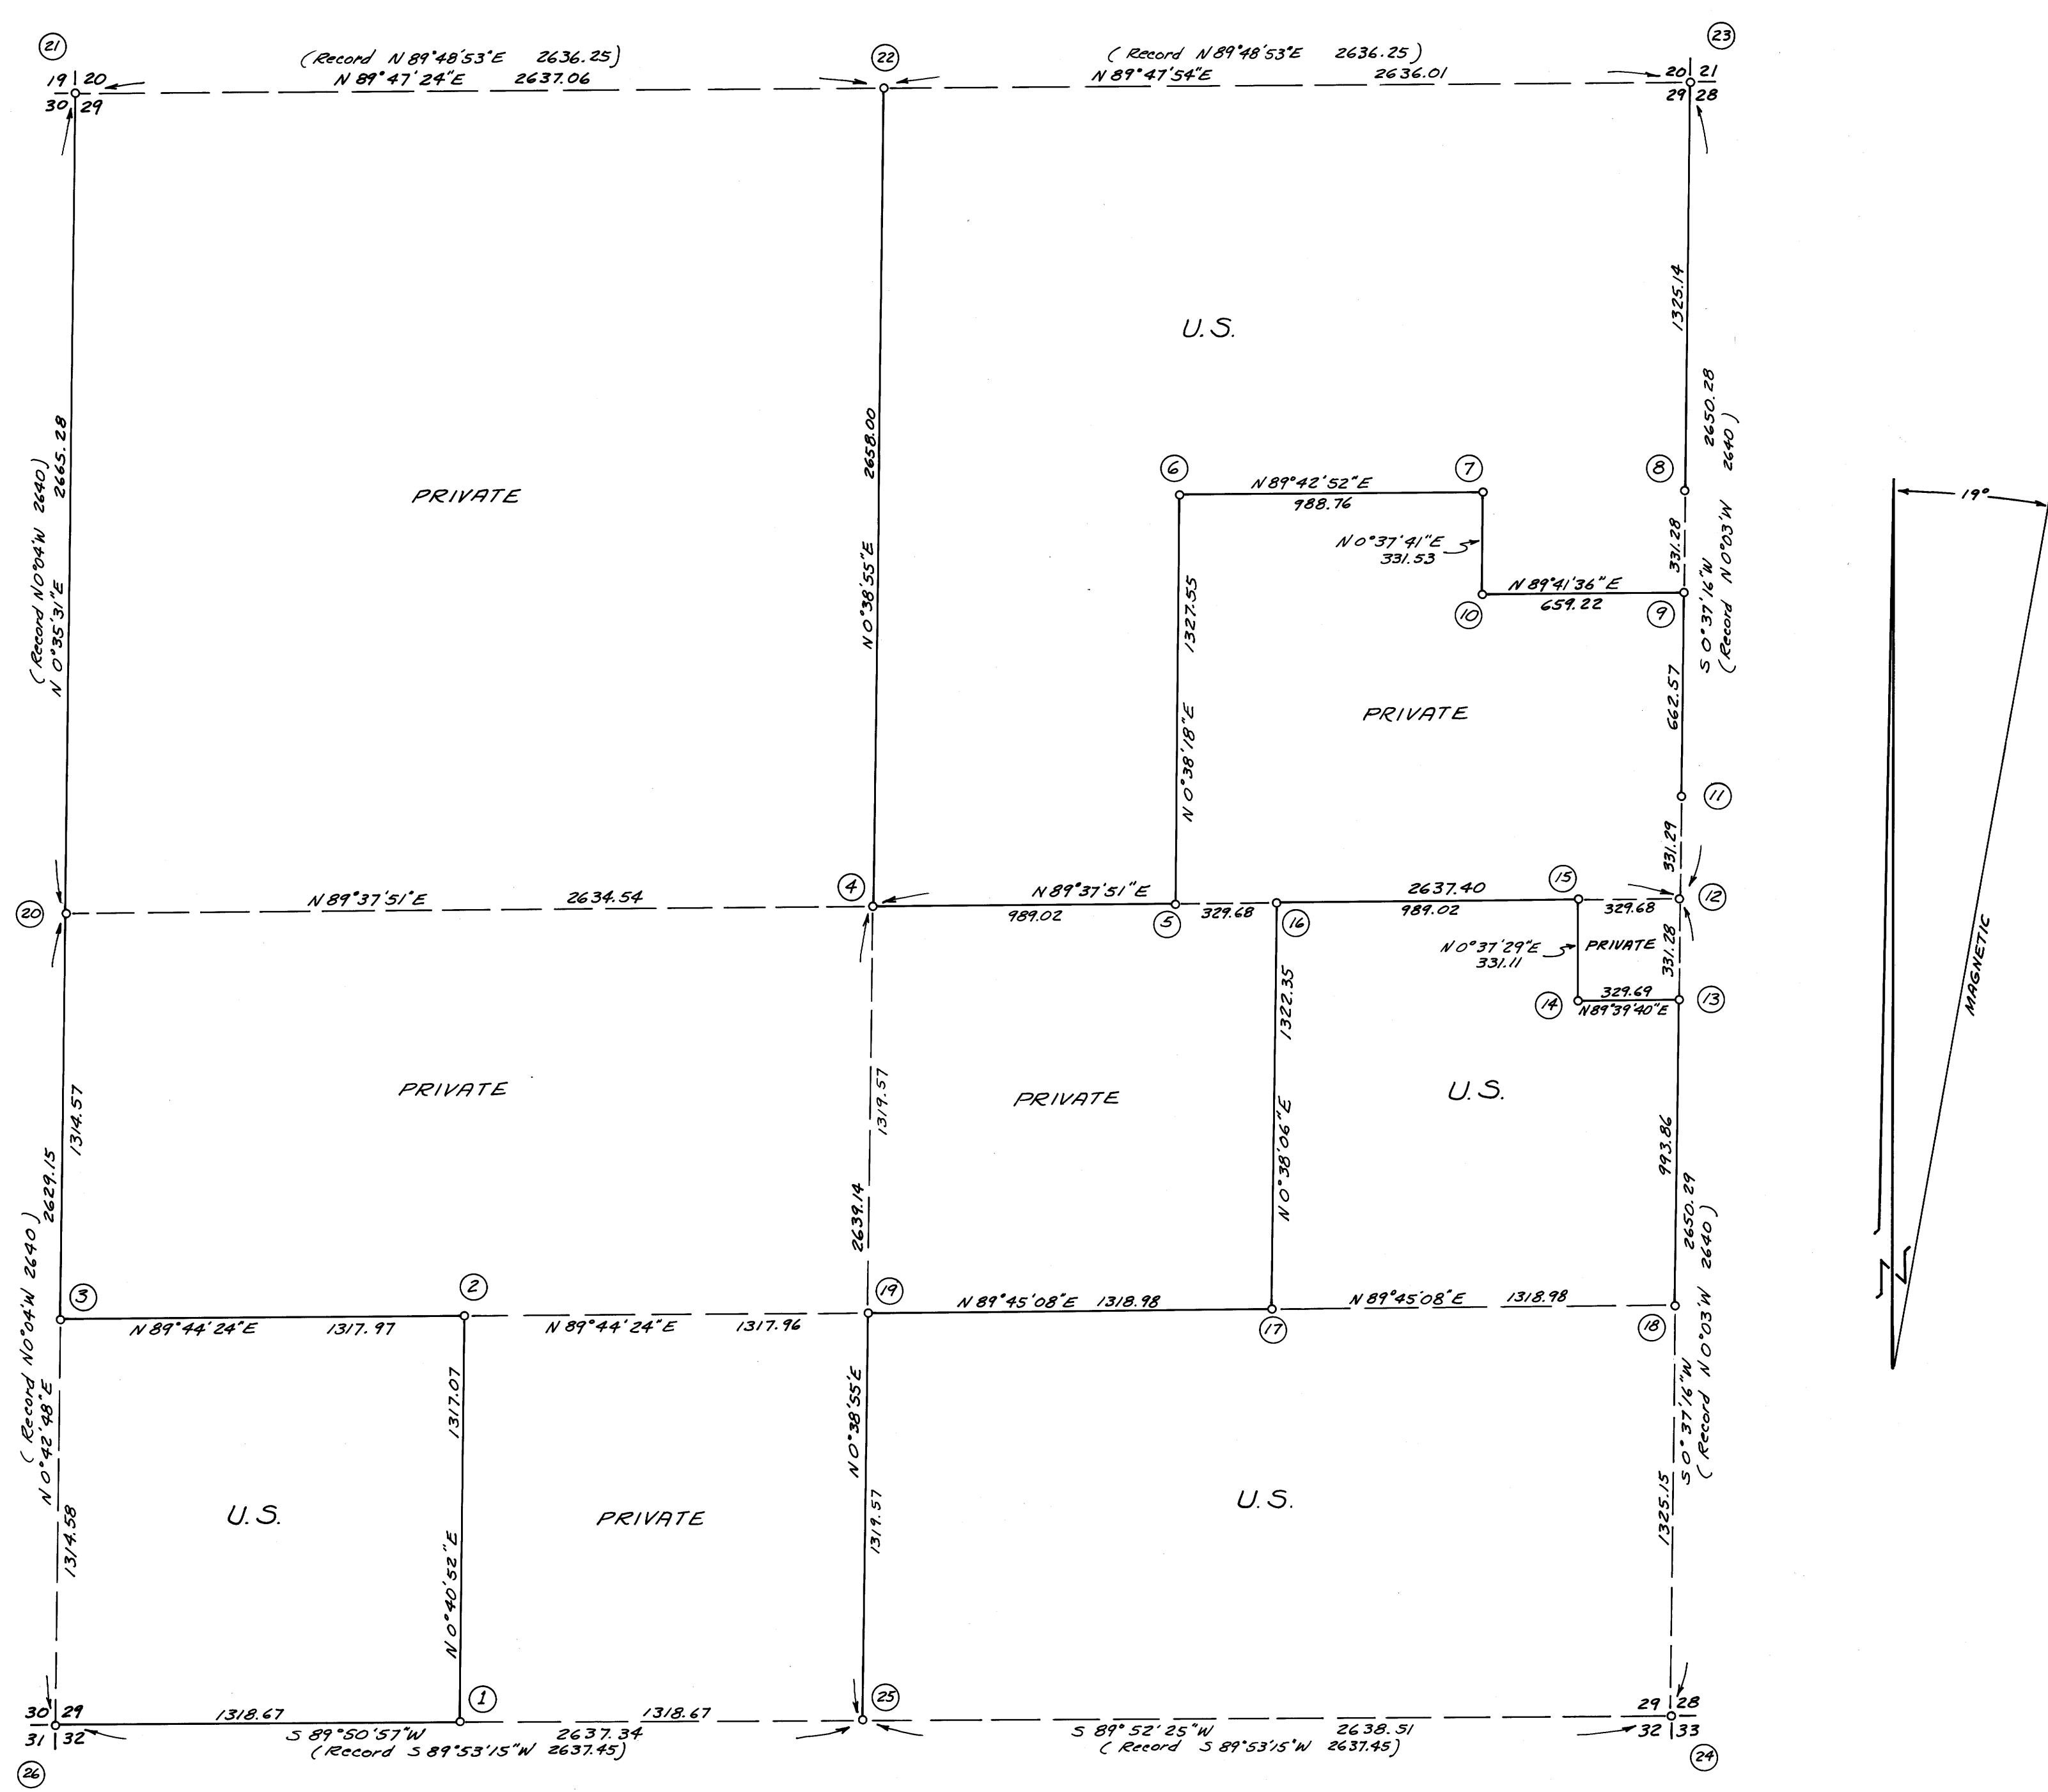 21
22
23
(Record N 89°48'53"E 2636.25)
N 89°47'24"E 2637.06
(Record N 89°48'53"E 2636.25)
N 89°47'54"E 2636.01
19 20
30 29
20 21
29 28
1325.14
U.S.
2658.00
N 0°38'55"E
2665.28
N 0°35'31"E
(Record N0°04'W 2640)
PRIVATE
2650.28
S 0°37'16"W
(Record N 0°03'W 2640)
6
7
8
N 89°42'52"E
988.76
N 0°37'41"E
331.53
331.28
N 89°41'36"E
659.22
10
9
1327.55
N 0°38'18"E
662.57
PRIVATE
11
331.29
19°
MAGNETIC
20
N 89°37'51"E 2634.54
4
N 89°37'51"E
989.02
5
329.68
16
2637.40
989.02
15
329.68
12
N 0°37'29"E
331.11
PRIVATE
331.28
14
329.69
N89°39'40"E
13
1314.57
PRIVATE
1319.57
PRIVATE
1322.35
N 0°38'06"E
U.S.
993.86
2629.15
N 0°42'48"E
(Record N0°04'W 2640)
2639.14
2650.29
S 0°37'16"W
(Record N 0°03'W 2640)
3
2
19
N 89°44'24"E 1317.97
N 89°44'24"E 1317.96
N 89°45'08"E 1318.98
17
N 89°45'08"E 1318.98
18
1317.07
N 0°40'52"E
N 0°38'55'E
1319.57
1314.58
U.S.
PRIVATE
U.S.
1325.15
1
25
30 29
31 32
26
1318.67
1318.67
S 89°50'57"W 2637.34
(Record S 89°53'15"W 2637.45)
S 89°52'25"W 2638.51
(Record S 89°53'15"W 2637.45)
29 28
32 33
24